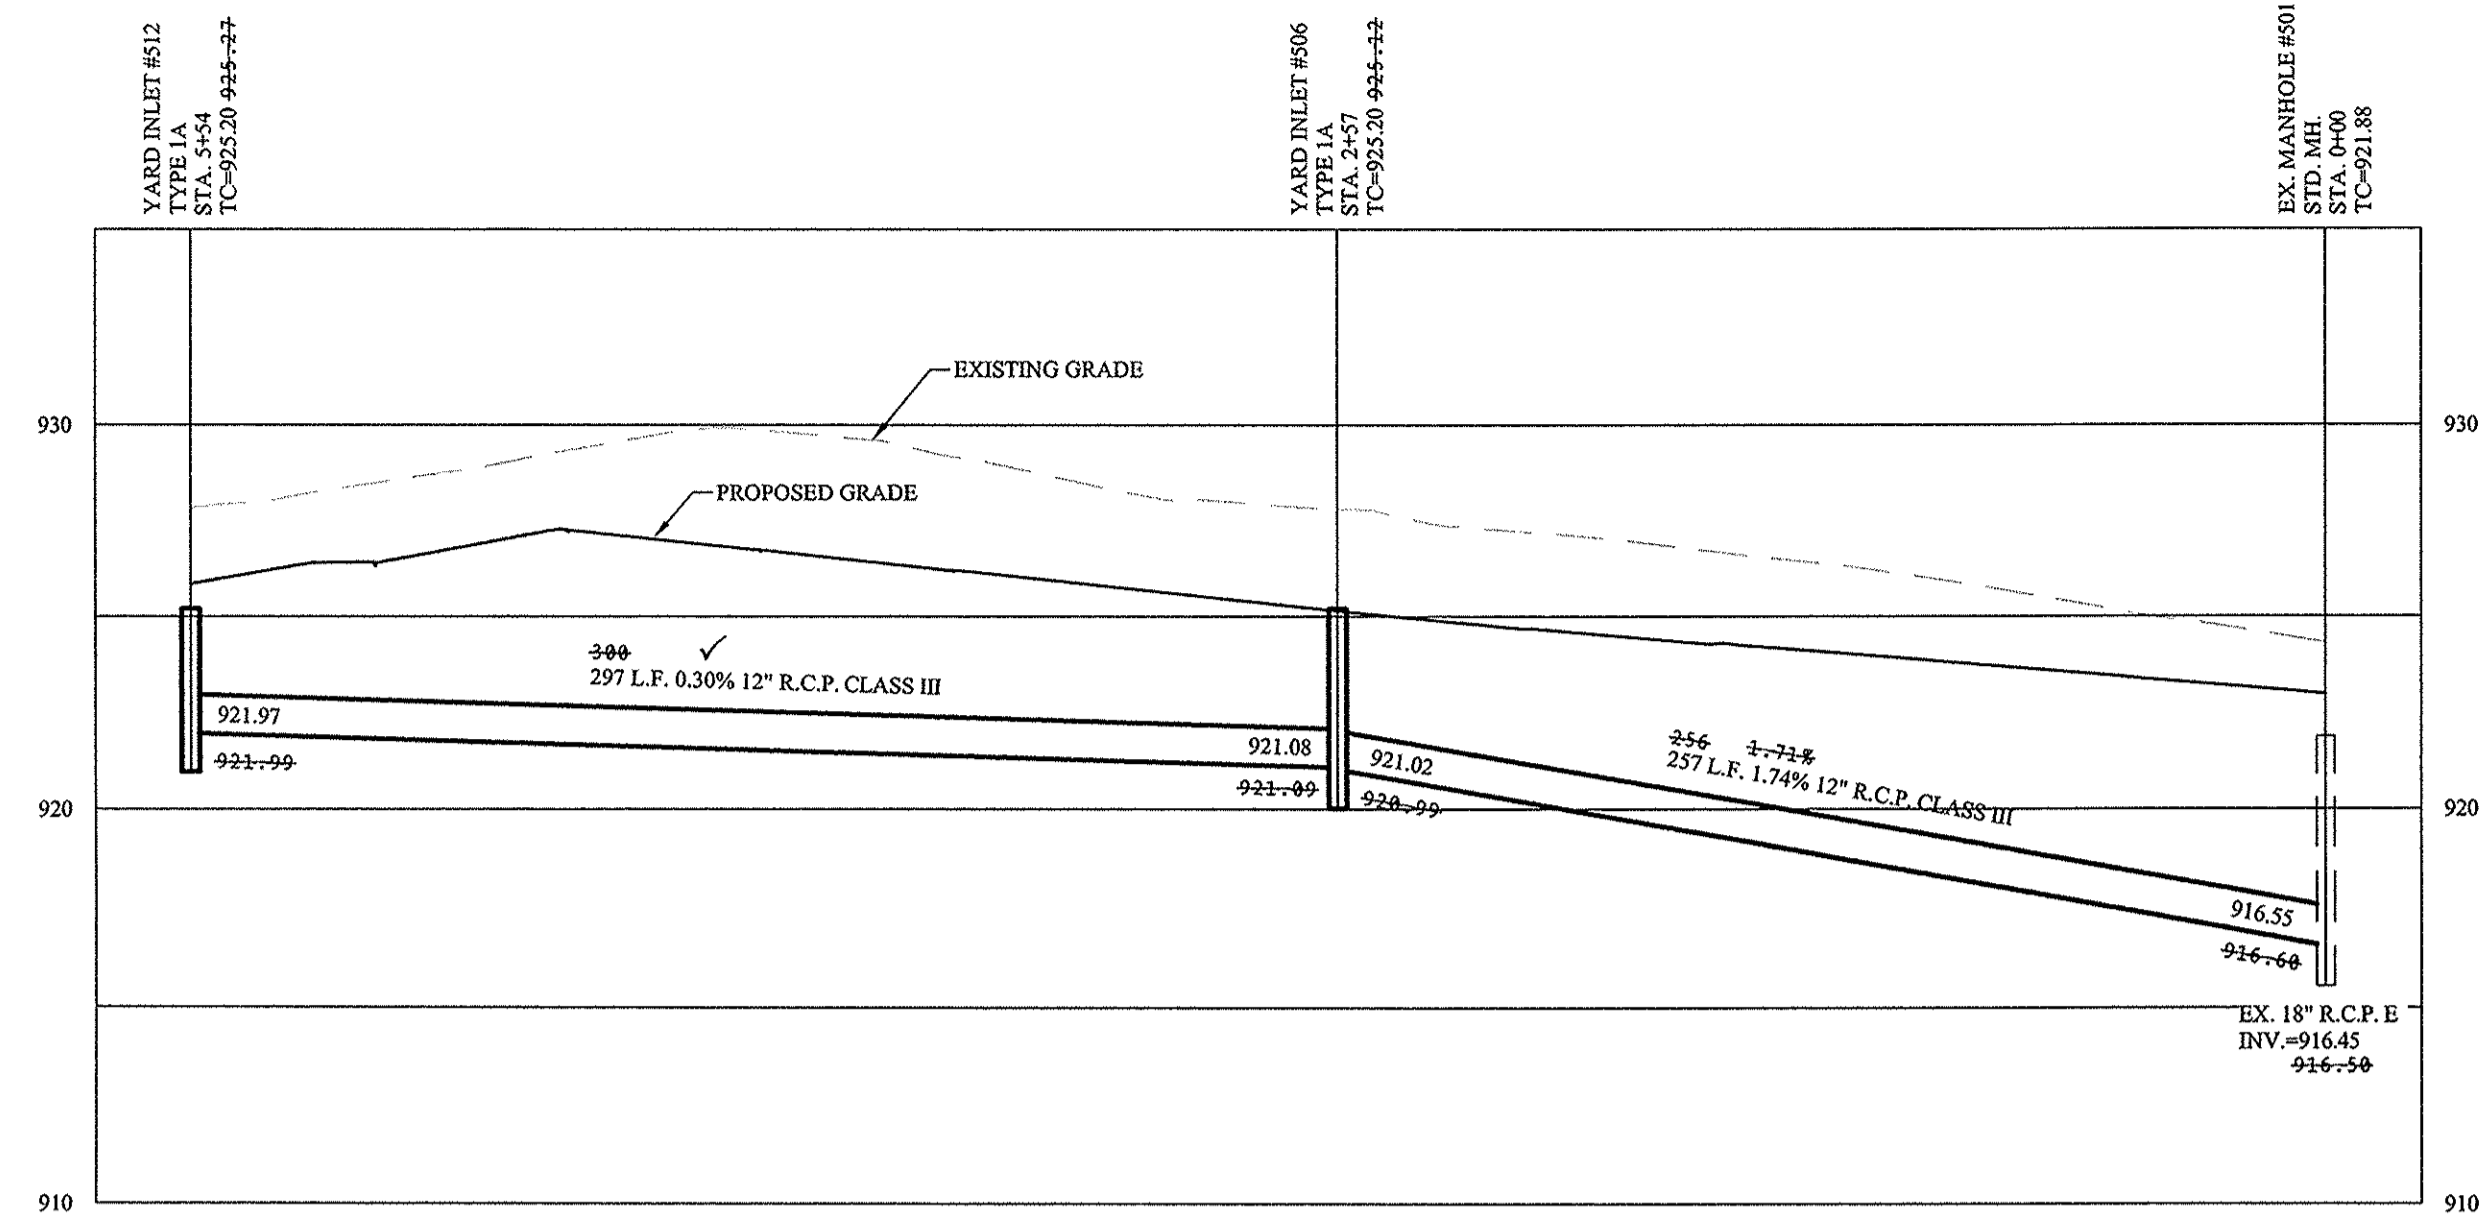 YARD INLET #512
TYPE 1A
STA. 5+54
TC=925.20 925.27
YARD INLET #506
TYPE 1A
STA. 2+57
TC=925.20 925.12
EX. MANHOLE #501
STD. MH.
STA. 0+00
TC=921.88
EXISTING GRADE
930
930
PROPOSED GRADE
300 ✓
297 L.F. 0.30% 12" R.C.P. CLASS III
921.97
921.99
921.08
921.09
921.02
920.99
256 1.71%
257 L.F. 1.74% 12" R.C.P. CLASS III
920
920
916.55
916.60
EX. 18" R.C.P. E
INV.=916.45
916.50
910
910